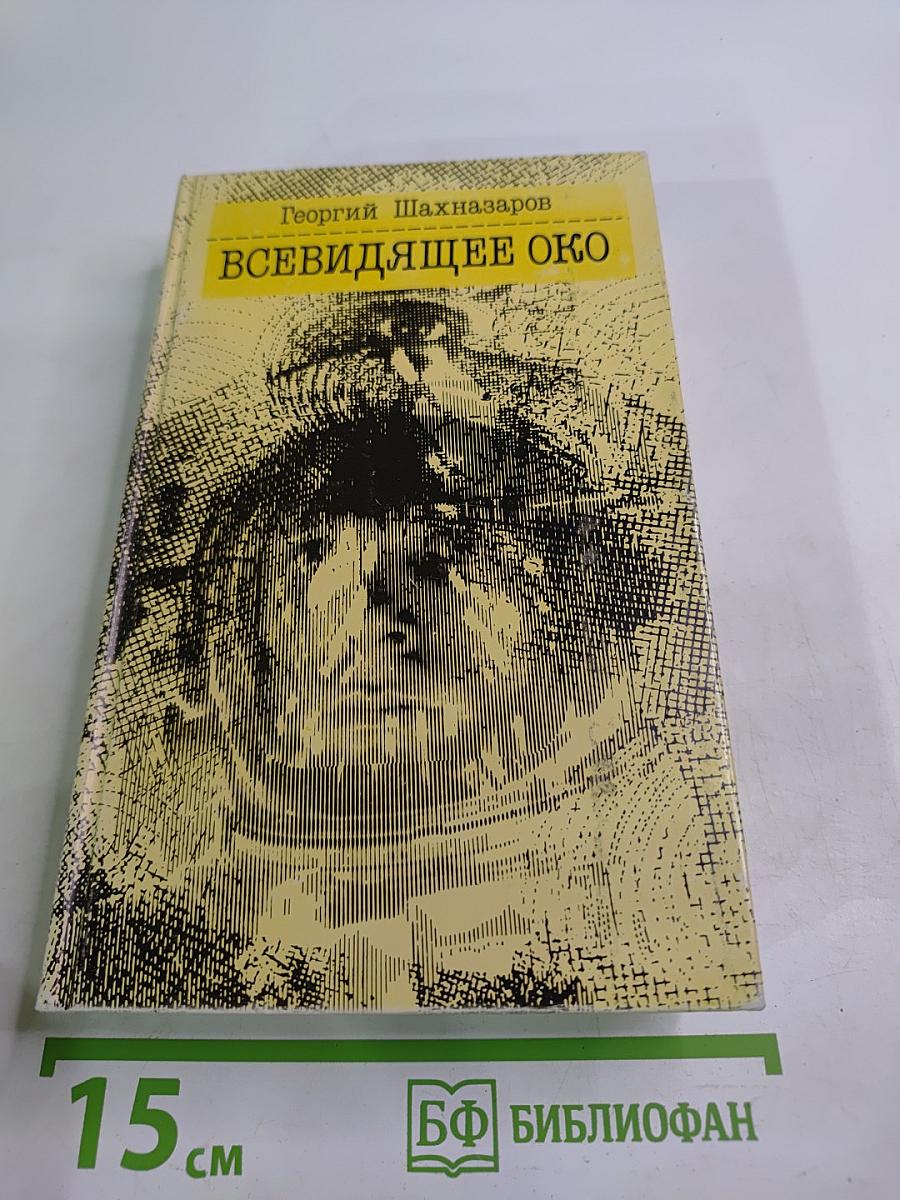 Георгий Шахназаров
ВСЕВИДЯЩЕЕ ОКО
15 см
БФ БИБЛИОФАН